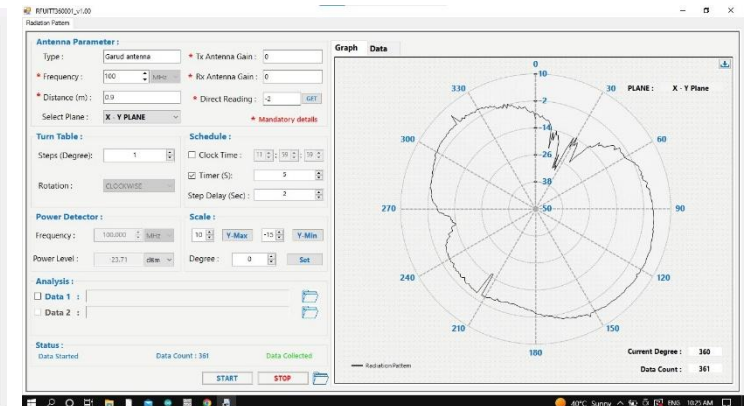 RFUITT360001_v1.00
Radiation Pattern
Antenna Parameter :
Type : Garud antenna * Tx Antenna Gain : 0
* Frequency : 100 MHz * Rx Antenna Gain : 0
* Distance (m) : 0.9 * Direct Reading : -2 GET
Select Plane : X - Y PLANE * Mandatory details
Turn Table : Schedule :
Steps (Degree): 1 Clock Time : 11 : 59 : 59
Timer (S): 5
Rotation : CLOCKWISE Step Delay (Sec) : 2
Power Detector : Scale :
Frequency : 100.000 MHz 10 Y-Max -15 Y-Min
Power Level : 23.71 dBm Degree : 0 Set
Analysis :
Data 1 :
Data 2 :
Status :
Data Started Data Count : 361 Data Collected
START STOP
Graph Data
PLANE : X - Y Plane
0
10
-2
-14
-26
-38
-50
30
60
90
120
150
180
210
240
270
300
330
Current Degree : 360
Data Count : 361
RadiationPattern
40°C Sunny ENG 10:25 AM